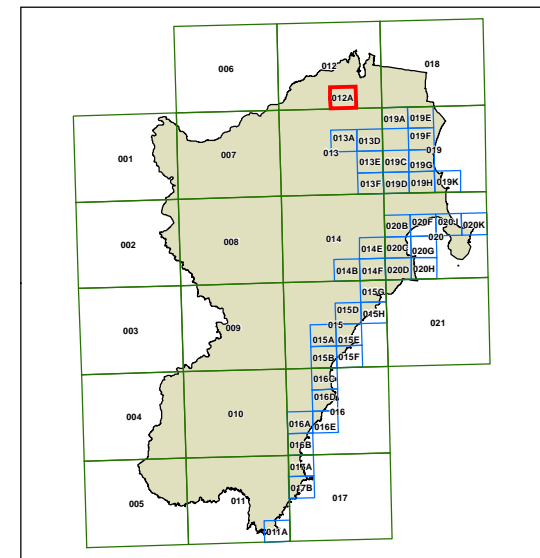 018
012
006
012A
019A 019E
013A 013D 019F
001 007 013 019
013E 019C 019G
013F 019D 019H 019K
020B 020F 020J 020K
002 008 014 020
014E 020C 020G
014B 014F 020D 020H
015G
015D 015H
003 009 015 021
015A 015E
015B 015F
016C
016D
004 010 016
016A 016E
016B
017A
017B
005 011 017
011A